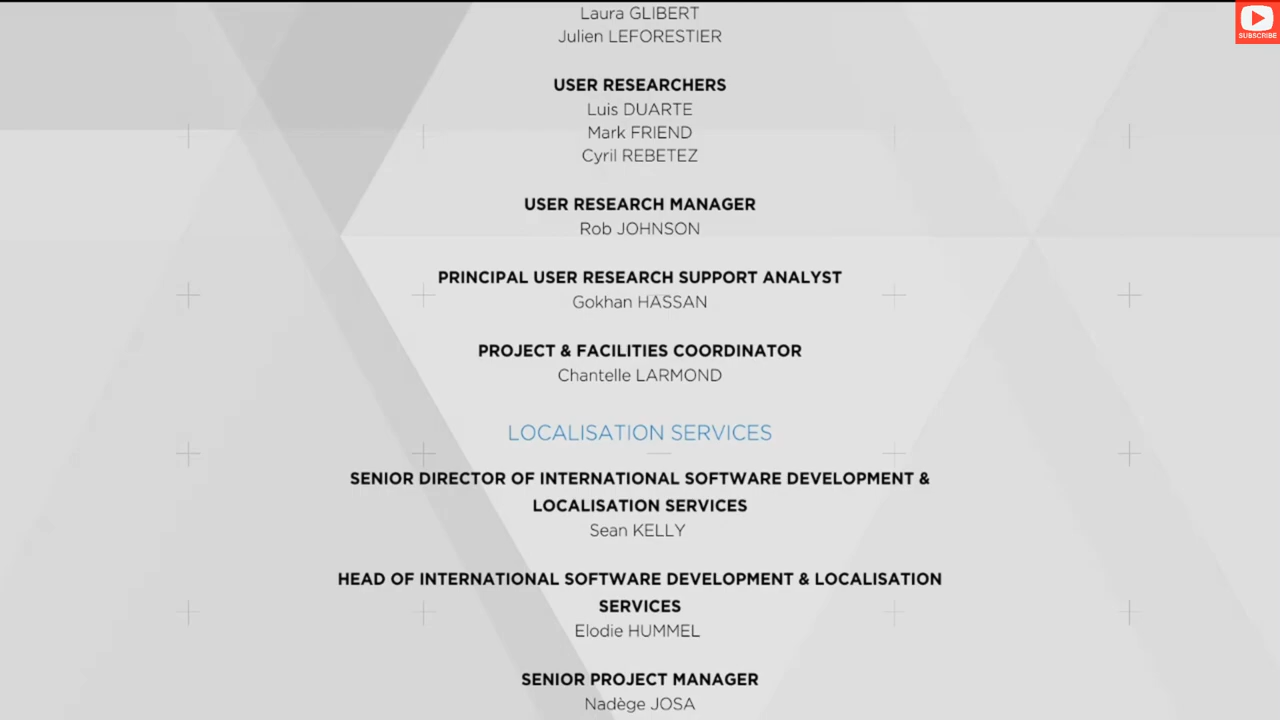 Laura GLIBERT
Julien LEFORESTIER
USER RESEARCHERS
Luis DUARTE
Mark FRIEND
Cyril REBETEZ
USER RESEARCH MANAGER
Rob JOHNSON
PRINCIPAL USER RESEARCH SUPPORT ANALYST
Gokhan HASSAN
PROJECT & FACILITIES COORDINATOR
Chantelle LARMOND
LOCALISATION SERVICES
SENIOR DIRECTOR OF INTERNATIONAL SOFTWARE DEVELOPMENT &
LOCALISATION SERVICES
Sean KELLY
HEAD OF INTERNATIONAL SOFTWARE DEVELOPMENT & LOCALISATION
SERVICES
Elodie HUMMEL
SENIOR PROJECT MANAGER
Nadège JOSA
SUBSCRIBE